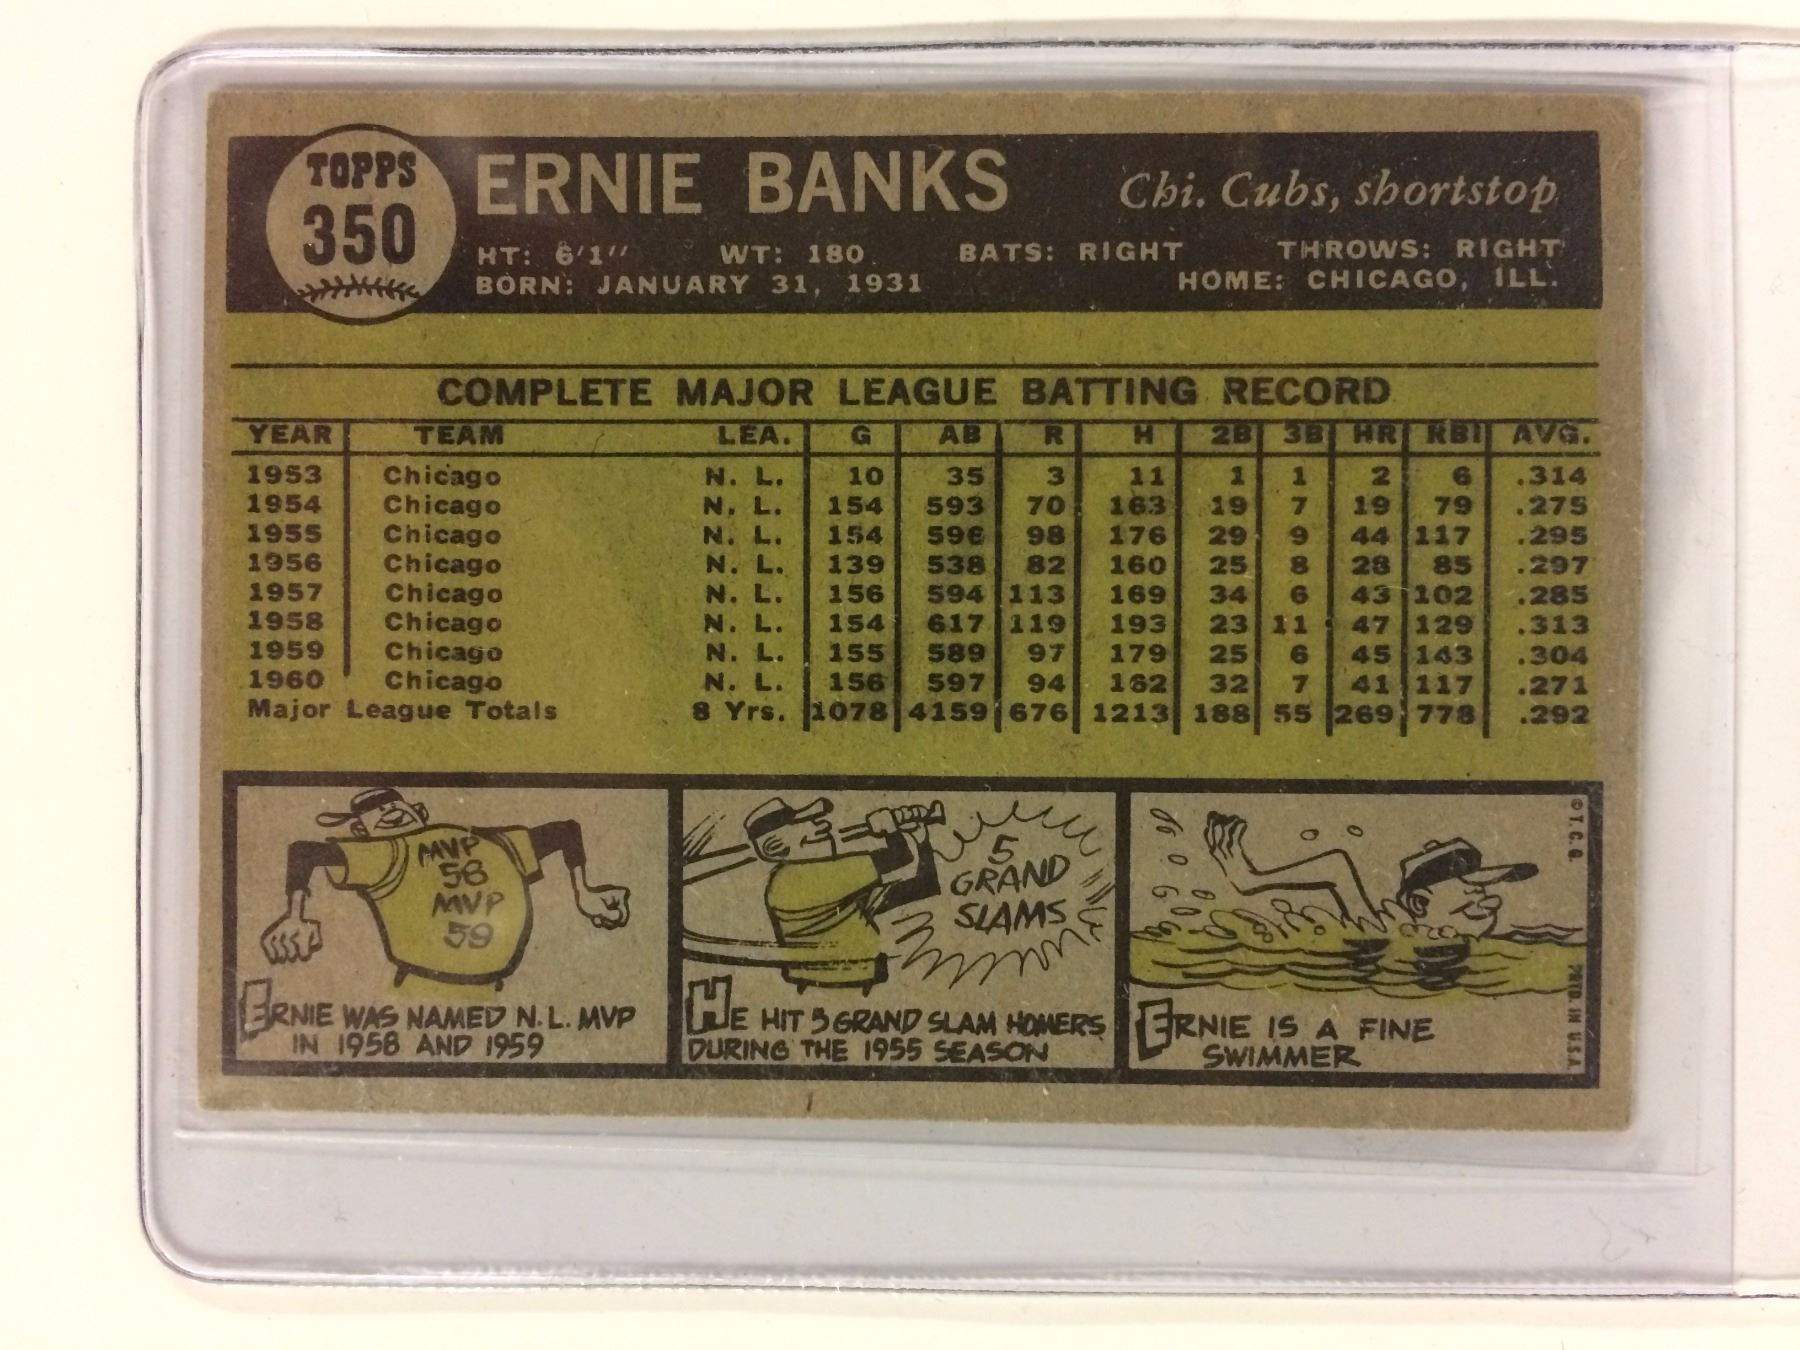 TOPPS
350
ERNIE BANKS
Chi. Cubs, shortstop
HT: 6'1" WT: 180 BATS: RIGHT THROWS: RIGHT
BORN: JANUARY 31, 1931 HOME: CHICAGO, ILL.
COMPLETE MAJOR LEAGUE BATTING RECORD
YEAR TEAM LEA. G AB R H 2B 3B HR RBI AVG.
1953 Chicago N. L. 10 35 3 11 1 1 2 6 .314
1954 Chicago N. L. 154 593 70 163 19 7 19 79 .275
1955 Chicago N. L. 154 596 98 176 29 9 44 117 .295
1956 Chicago N. L. 139 538 82 160 25 8 28 85 .297
1957 Chicago N. L. 156 594 113 169 34 6 43 102 .285
1958 Chicago N. L. 154 617 119 193 23 11 47 129 .313
1959 Chicago N. L. 155 589 97 179 25 6 45 143 .304
1960 Chicago N. L. 156 597 94 162 32 7 41 117 .271
Major League Totals 8 Yrs. 1078 4159 676 1213 188 55 269 778 .292
MVP
58
MVP
59
ERNIE WAS NAMED N.L. MVP
IN 1958 AND 1959
5
GRAND
SLAMS
HE HIT 5 GRAND SLAM HOMERS
DURING THE 1955 SEASON
ERNIE IS A FINE
SWIMMER
© T.C.G.
PRTD. IN U.S.A.